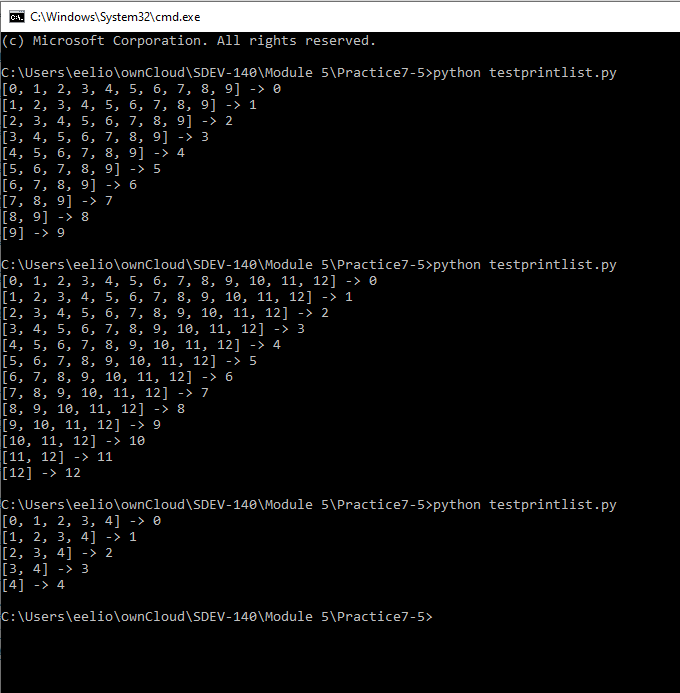 C:\Windows\System32\cmd.exe
(c) Microsoft Corporation. All rights reserved.
C:\Users\eelio\ownCloud\SDEV-140\Module 5\Practice7-5>python testprintlist.py
[0, 1, 2, 3, 4, 5, 6, 7, 8, 9] -> 0
[1, 2, 3, 4, 5, 6, 7, 8, 9] -> 1
[2, 3, 4, 5, 6, 7, 8, 9] -> 2
[3, 4, 5, 6, 7, 8, 9] -> 3
[4, 5, 6, 7, 8, 9] -> 4
[5, 6, 7, 8, 9] -> 5
[6, 7, 8, 9] -> 6
[7, 8, 9] -> 7
[8, 9] -> 8
[9] -> 9
C:\Users\eelio\ownCloud\SDEV-140\Module 5\Practice7-5>python testprintlist.py
[0, 1, 2, 3, 4, 5, 6, 7, 8, 9, 10, 11, 12] -> 0
[1, 2, 3, 4, 5, 6, 7, 8, 9, 10, 11, 12] -> 1
[2, 3, 4, 5, 6, 7, 8, 9, 10, 11, 12] -> 2
[3, 4, 5, 6, 7, 8, 9, 10, 11, 12] -> 3
[4, 5, 6, 7, 8, 9, 10, 11, 12] -> 4
[5, 6, 7, 8, 9, 10, 11, 12] -> 5
[6, 7, 8, 9, 10, 11, 12] -> 6
[7, 8, 9, 10, 11, 12] -> 7
[8, 9, 10, 11, 12] -> 8
[9, 10, 11, 12] -> 9
[10, 11, 12] -> 10
[11, 12] -> 11
[12] -> 12
C:\Users\eelio\ownCloud\SDEV-140\Module 5\Practice7-5>python testprintlist.py
[0, 1, 2, 3, 4] -> 0
[1, 2, 3, 4] -> 1
[2, 3, 4] -> 2
[3, 4] -> 3
[4] -> 4
C:\Users\eelio\ownCloud\SDEV-140\Module 5\Practice7-5>